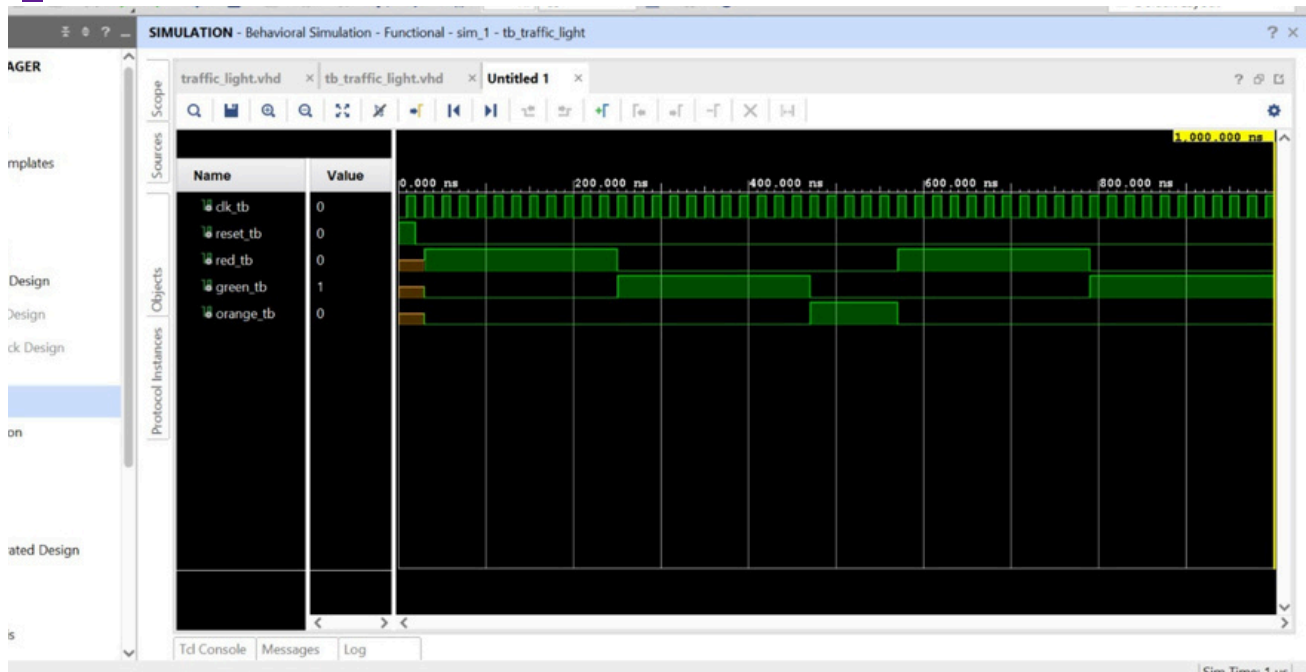 SIMULATION - Behavioral Simulation - Functional - sim_1 - tb_traffic_light
AGER
mplates
Design
Design
ck Design
on
ated Design
s
Scope
Sources
Objects
Protocol Instances
traffic_light.vhd
tb_traffic_light.vhd
Untitled 1
1,000.000 ns
Name Value
0.000 ns 200.000 ns 400.000 ns 600.000 ns 800.000 ns
clk_tb 0
reset_tb 0
red_tb 0
green_tb 1
orange_tb 0
Tcl Console Messages Log
Sim Time: 1 us